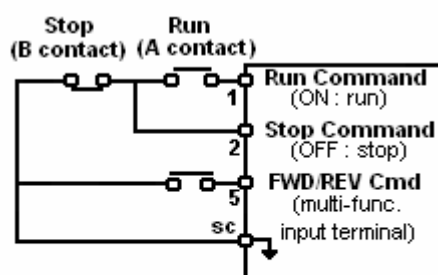 Stop
(B contact)
Run
(A contact)
1
Run Command
(ON : run)
2
Stop Command
(OFF : stop)
5
FWD/REV Cmd
(multi-func.
input terminal)
sc